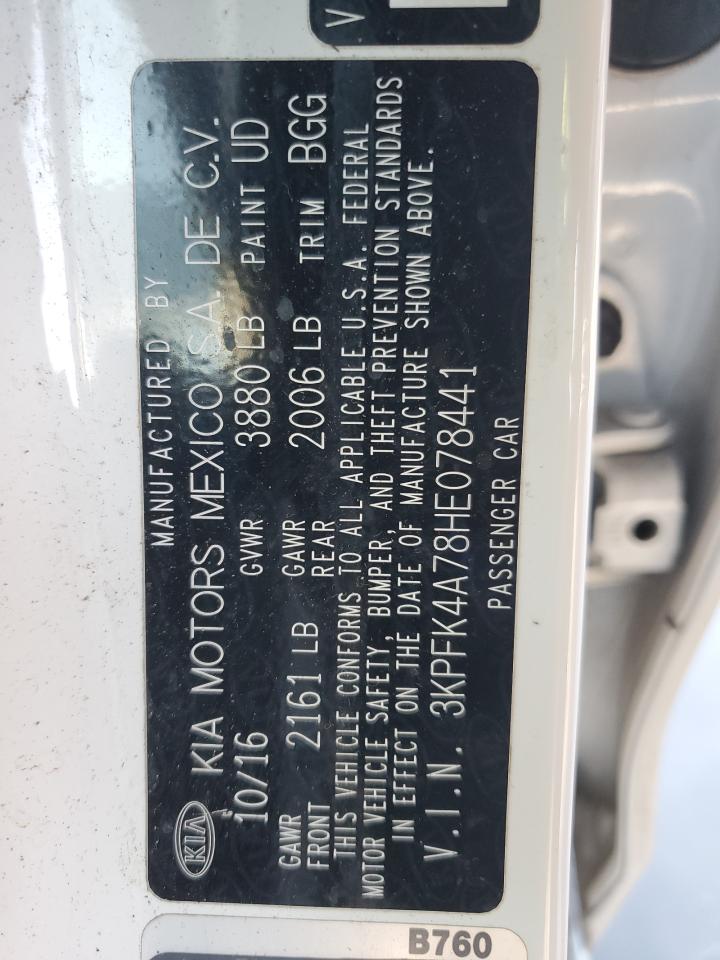 V
MANUFACTURED BY
KIA KIA MOTORS MEXICO S.A. DE C.V.
10/16 GVWR 3880 LB PAINT UD
GAWR FRONT 2161 LB GAWR REAR 2006 LB TRIM BGG
THIS VEHICLE CONFORMS TO ALL APPLICABLE U.S.A. FEDERAL
MOTOR VEHICLE SAFETY, BUMPER, AND THEFT PREVENTION STANDARDS
IN EFFECT ON THE DATE OF MANUFACTURE SHOWN ABOVE.
V.I.N. 3KPFK4A78HE078441
PASSENGER CAR
B760